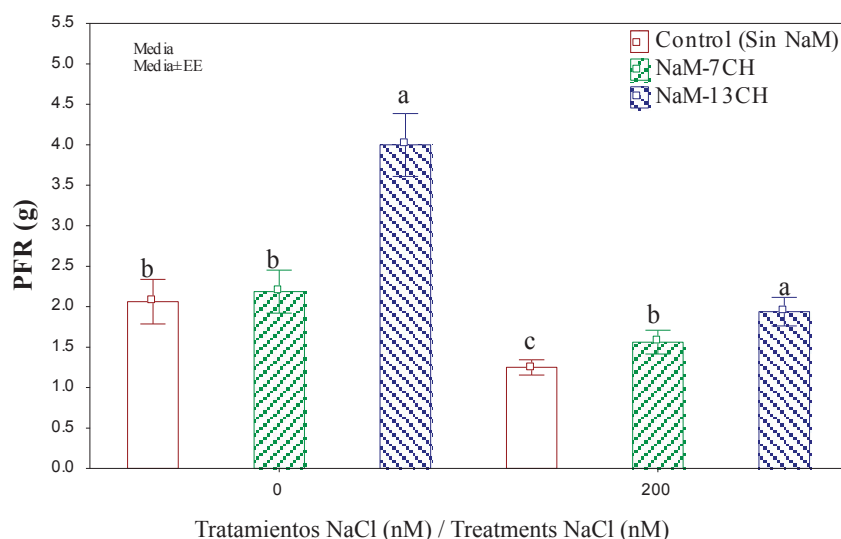 Media
Media±EE
Control (Sin NaM)
NaM-7CH
NaM-13CH
PFR (g)
5.5
5.0
4.5
4.0
3.5
3.0
2.5
2.0
1.5
1.0
0.5
0.0
b
b
a
c
b
a
0
200
Tratamientos NaCl (nM) / Treatments NaCl (nM)